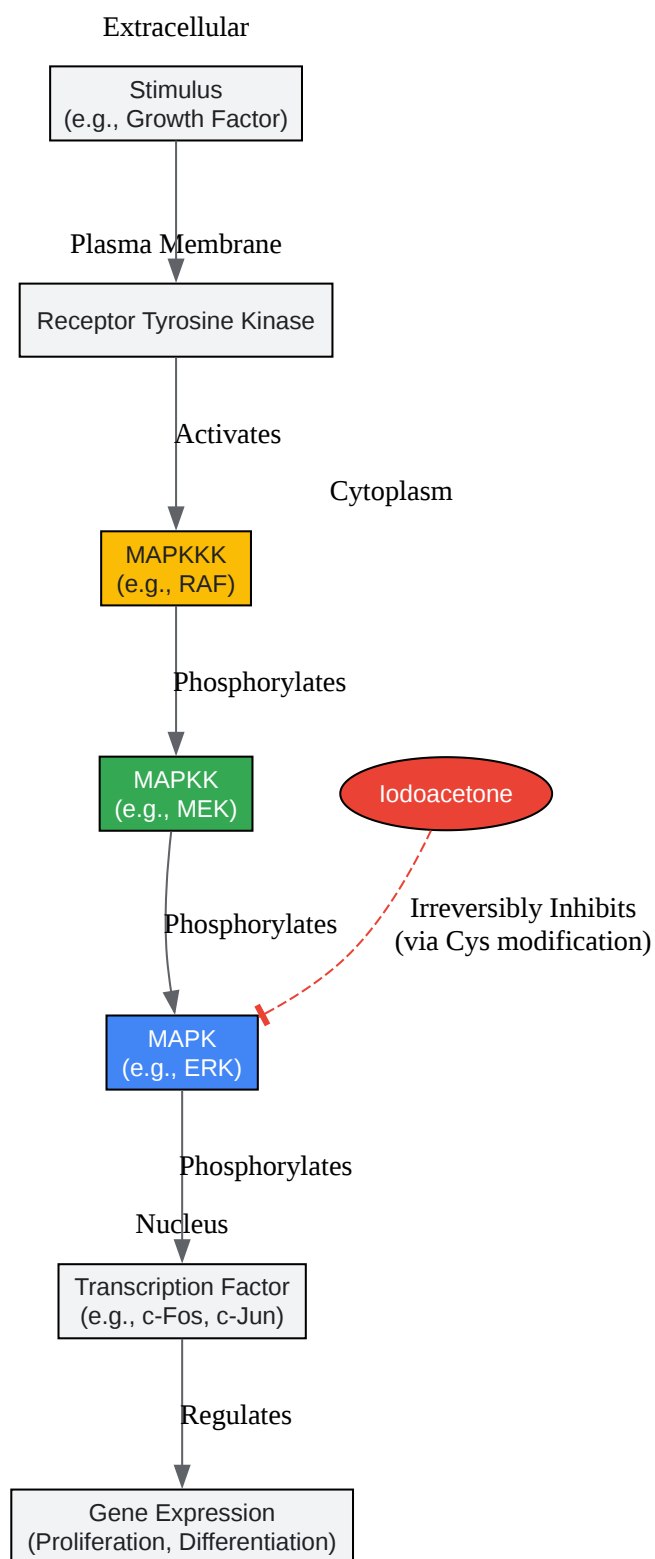 Extracellular
Stimulus
(e.g., Growth Factor)
Plasma Membrane
Receptor Tyrosine Kinase
Activates
Cytoplasm
MAPKKK
(e.g., RAF)
Phosphorylates
MAPKK
(e.g., MEK)
Iodoacetone
Phosphorylates
Irreversibly Inhibits
(via Cys modification)
MAPK
(e.g., ERK)
Phosphorylates
Nucleus
Transcription Factor
(e.g., c-Fos, c-Jun)
Regulates
Gene Expression
(Proliferation, Differentiation)